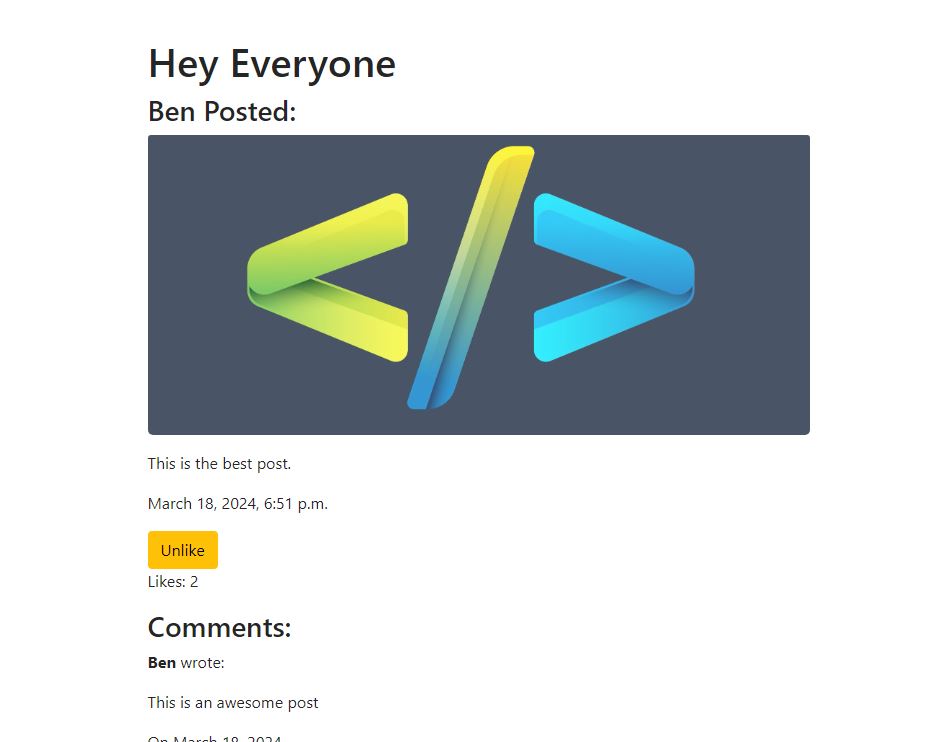 Hey Everyone
Ben Posted:
This is the best post.
March 18, 2024, 6:51 p.m.
Unlike
Likes: 2
Comments:
Ben wrote:
This is an awesome post
On March 18, 2024